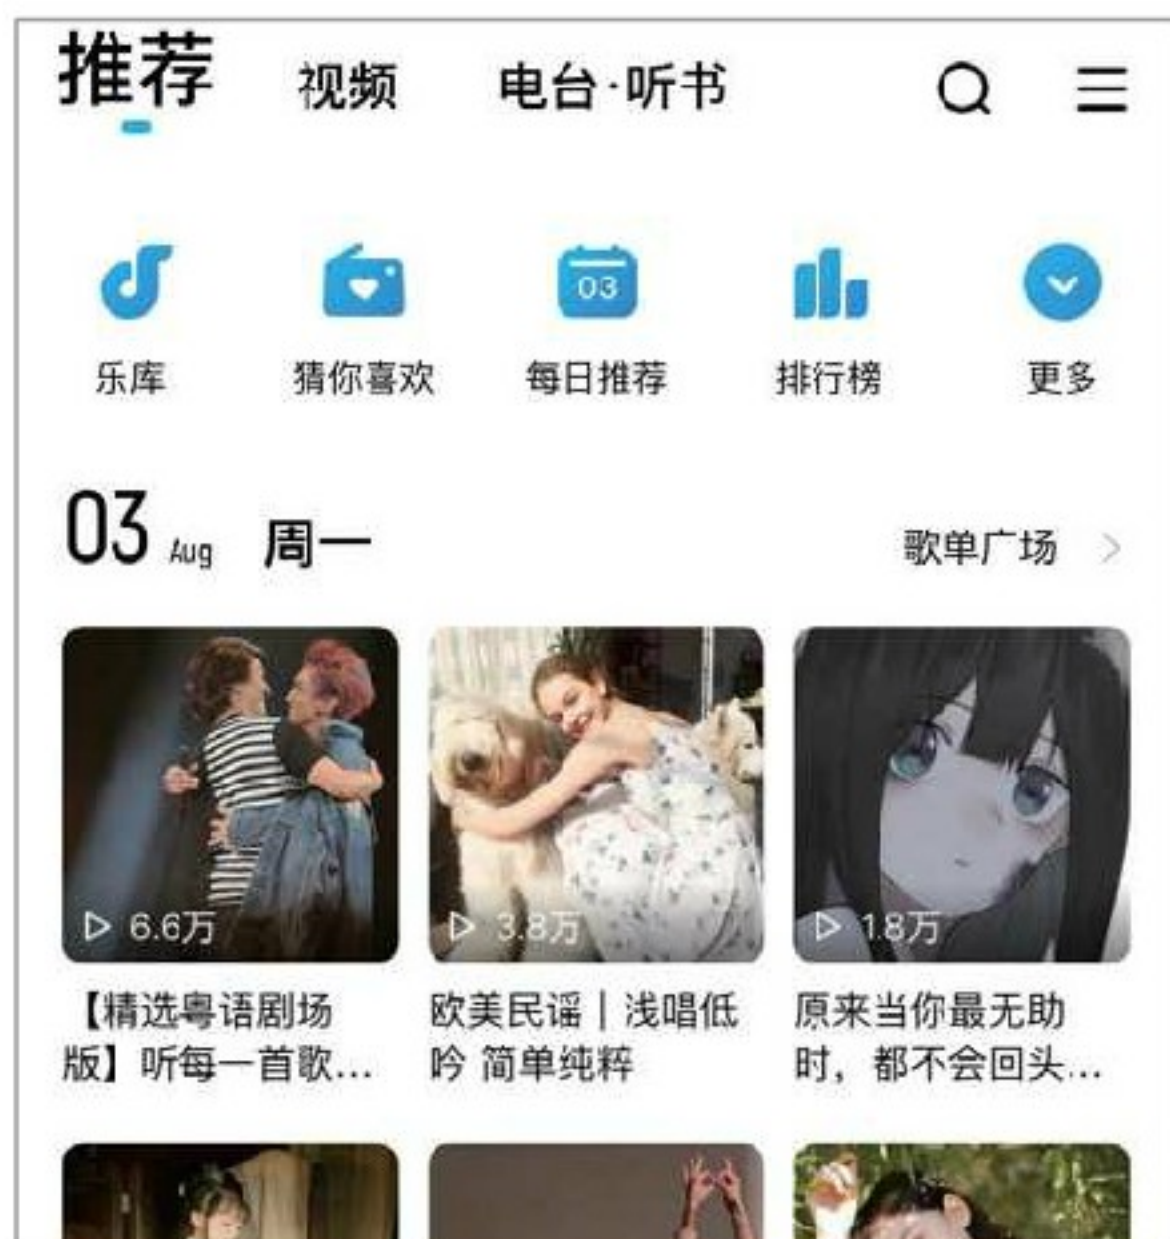 推荐 视频 电台·听书
03
乐库 猜你喜欢 每日推荐 排行榜 更多
03 Aug 周一 歌单广场 >
6.6万 3.8万 1.8万
【精选粤语剧场 欧美民谣｜浅唱低 原来当你最无助
版】听每一首歌... 吟 简单纯粹 时，都不会回头...